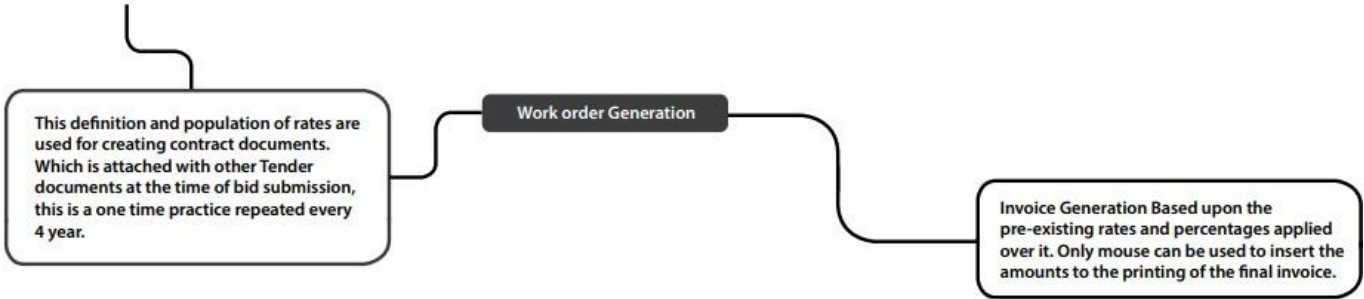 This definition and population of rates are
used for creating contract documents.
Which is attached with other Tender
documents at the time of bid submission,
this is a one time practice repeated every
4 year.
Work order Generation
Invoice Generation Based upon the
pre-existing rates and percentages applied
over it. Only mouse can be used to insert the
amounts to the printing of the final invoice.